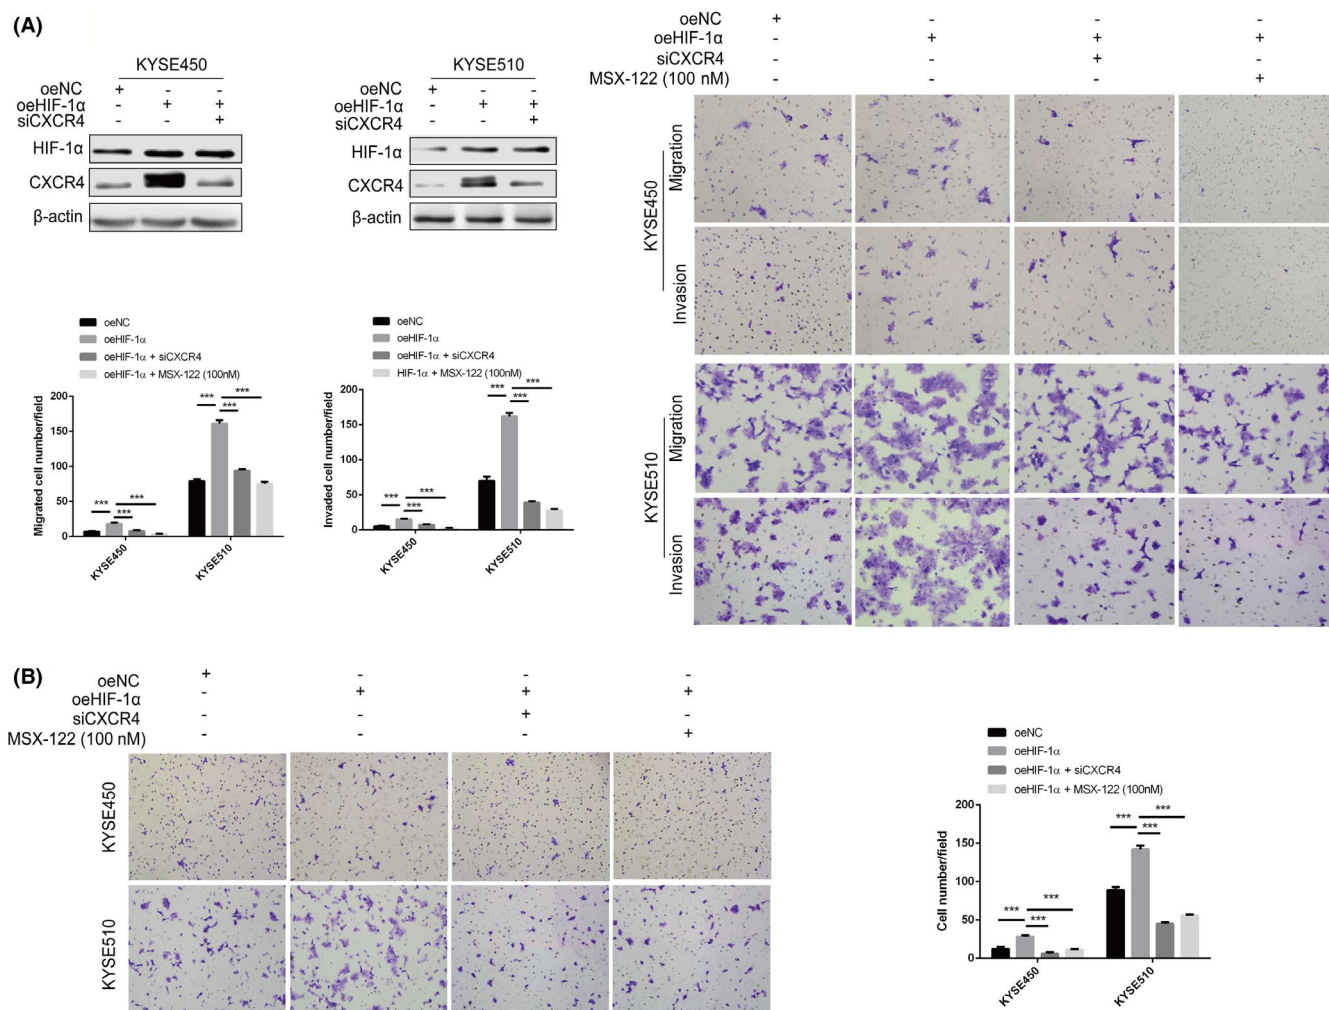 (A)
KYSE450
oeNC + - -
oeHIF-1α - + +
siCXCR4 - - +
HIF-1α
CXCR4
β-actin
KYSE510
oeNC + - -
oeHIF-1α - + +
siCXCR4 - - +
HIF-1α
CXCR4
β-actin
oeNC
oeHIF-1α
oeHIF-1α + siCXCR4
oeHIF-1α + MSX-122 (100nM)
Migrated cell number/field
200
150
100
50
0
*** *** ***
*** *** ***
KYSE450
KYSE510
oeNC
oeHIF-1α
oeHIF-1α + siCXCR4
HIF-1α + MSX-122 (100nM)
Invaded cell number/field
200
150
100
50
0
*** *** ***
*** *** ***
KYSE450
KYSE510
oeNC + - - -
oeHIF-1α - + + +
siCXCR4 - - + -
MSX-122 (100 nM) - - - +
KYSE450
Migration
Invasion
KYSE510
Migration
Invasion
(B)
oeNC + - - -
oeHIF-1α - + + +
siCXCR4 - - + -
MSX-122 (100 nM) - - - +
KYSE450
KYSE510
oeNC
oeHIF-1α
oeHIF-1α + siCXCR4
oeHIF-1α + MSX-122 (100nM)
Cell number/field
200
150
100
50
0
*** *** ***
*** *** ***
KYSE450
KYSE510